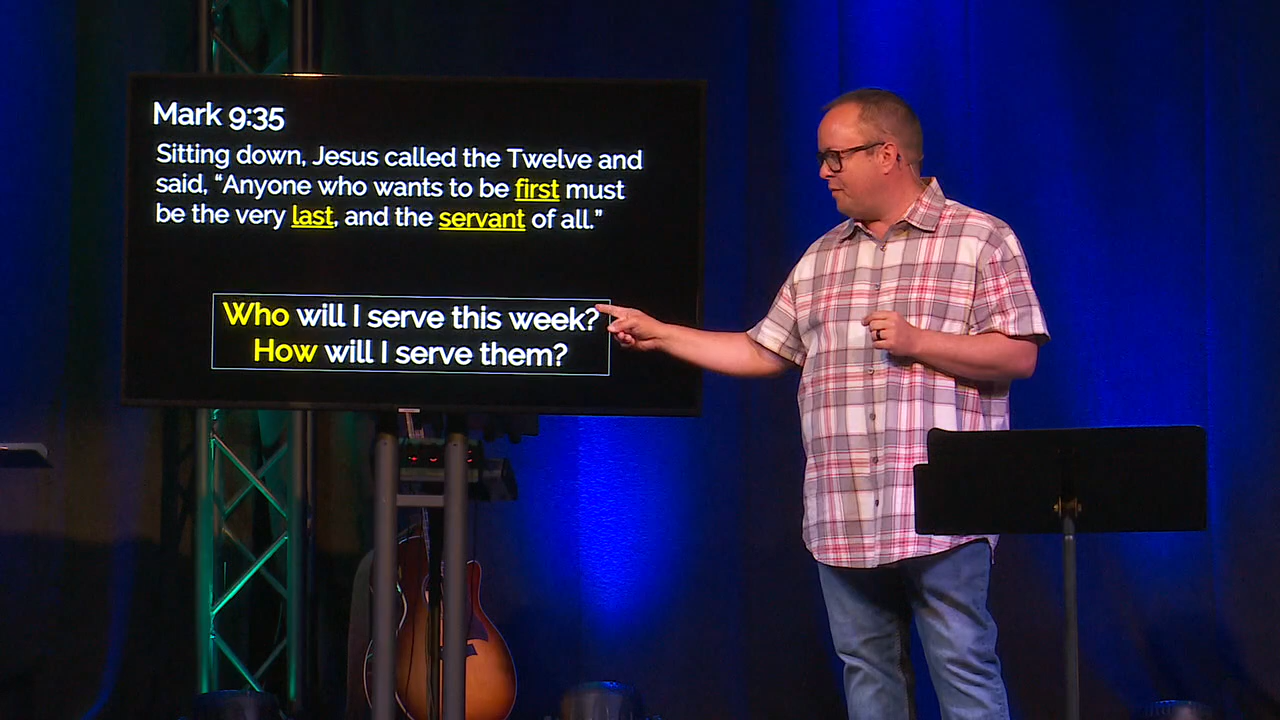 Mark 9:35
Sitting down, Jesus called the Twelve and
said, “Anyone who wants to be first must
be the very last, and the servant of all.”
Who will I serve this week?
How will I serve them?